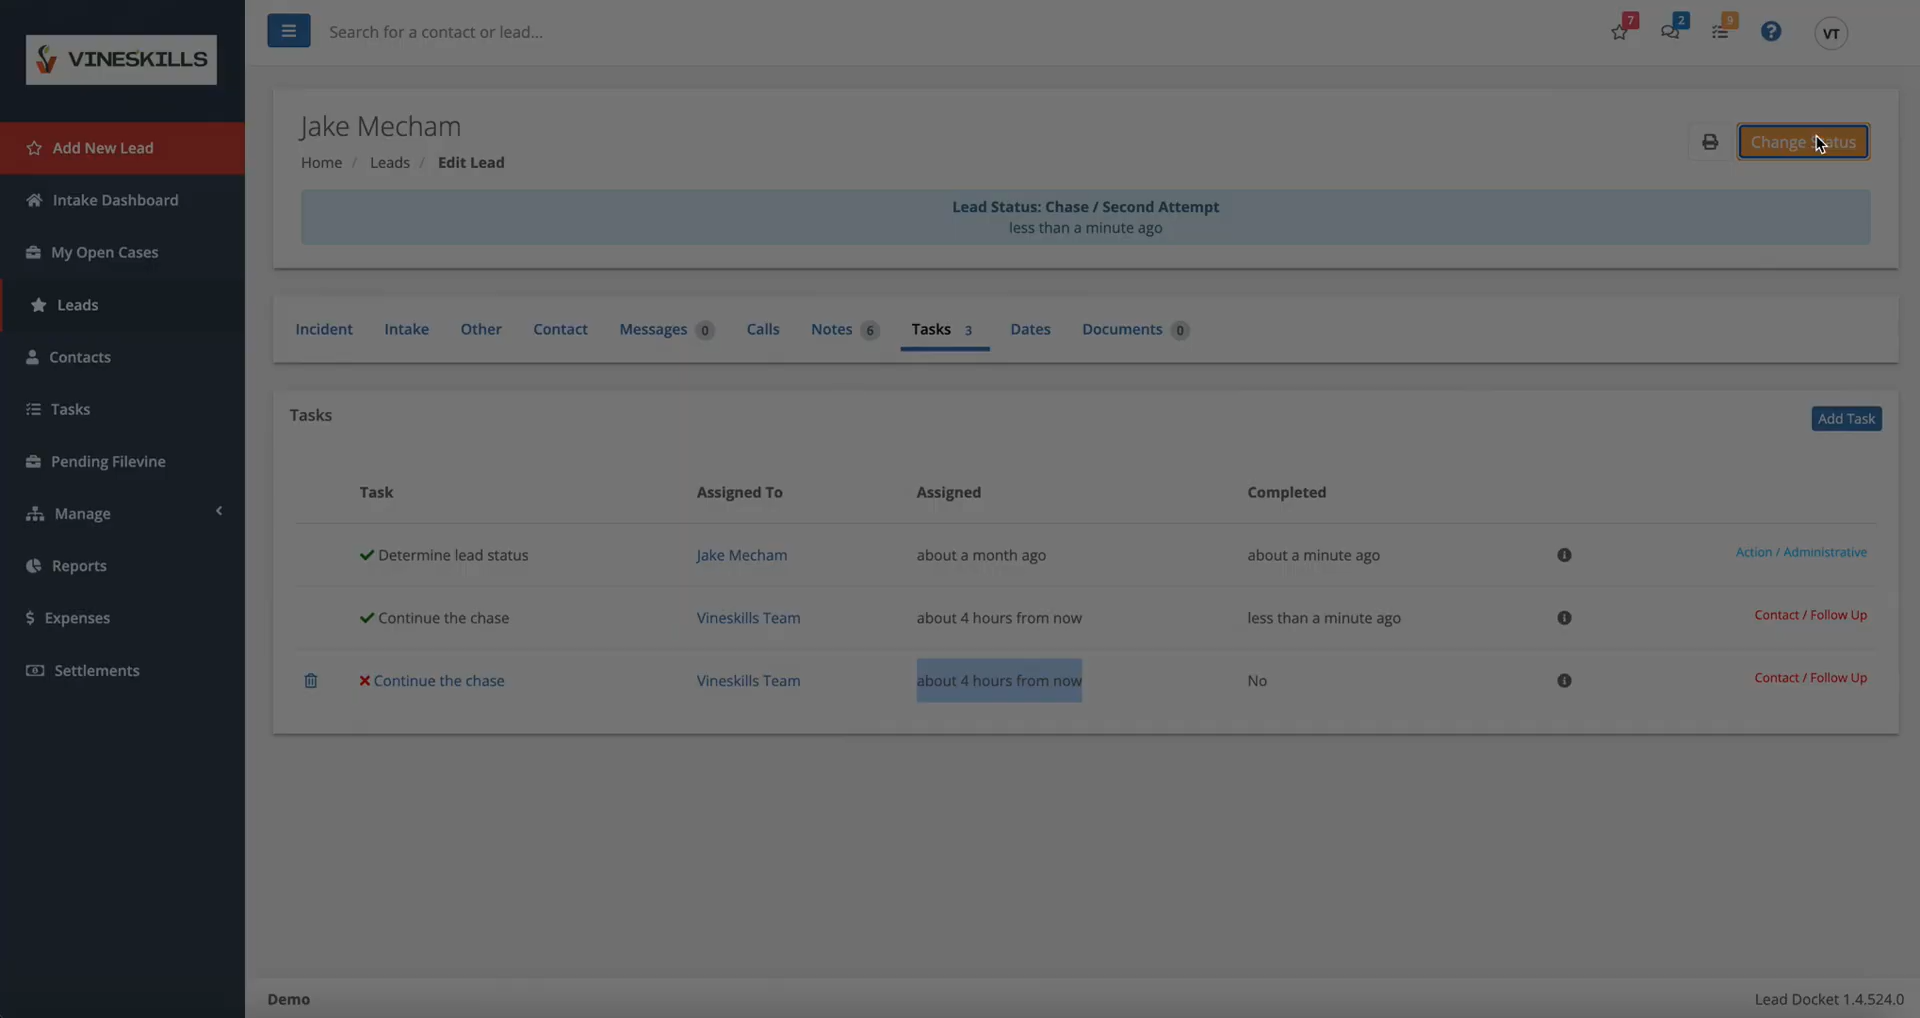 VINESKILLS
Search for a contact or lead...
7
2
9
?
VT
Add New Lead
Intake Dashboard
My Open Cases
Leads
Contacts
Tasks
Pending Filevine
Manage
Reports
Expenses
Settlements
Jake Mecham
Home / Leads / Edit Lead
Change Status
Lead Status: Chase / Second Attempt
less than a minute ago
Incident Intake Other Contact Messages 0 Calls Notes 6 Tasks 3 Dates Documents 0
Tasks
Add Task
Task Assigned To Assigned Completed
Determine lead status Jake Mecham about a month ago about a minute ago Action / Administrative
Continue the chase Vineskills Team about 4 hours from now less than a minute ago Contact / Follow Up
Continue the chase Vineskills Team about 4 hours from now No Contact / Follow Up
Demo
Lead Docket 1.4.524.0